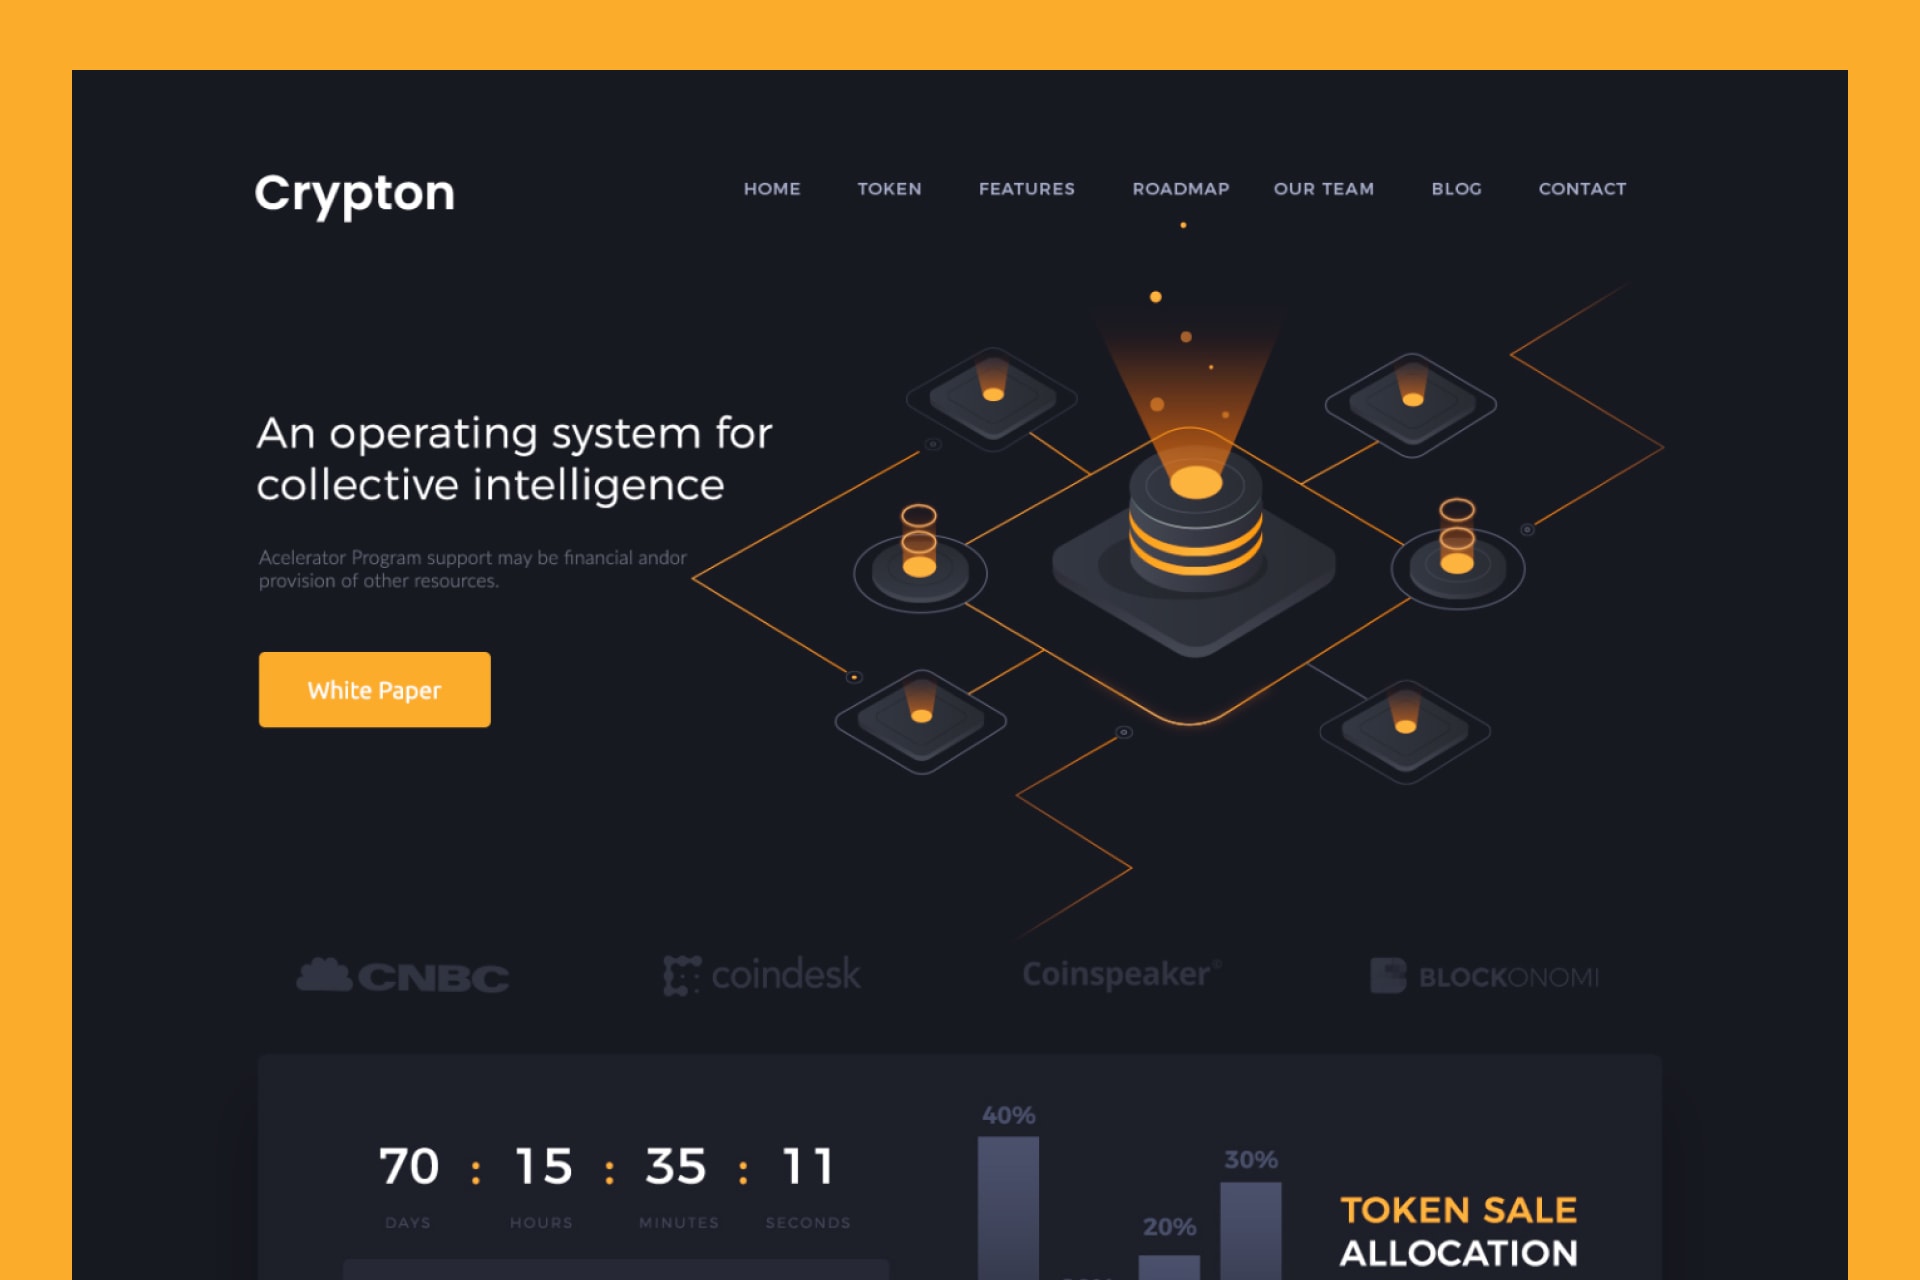 Crypton
HOME TOKEN FEATURES ROADMAP OUR TEAM BLOG CONTACT
An operating system for
collective intelligence
Acelerator Program support may be financial andor
provision of other resources.
White Paper
CNBC coindesk Coinspeaker® BLOCKONOMI
70 : 15 : 35 : 11
DAYS HOURS MINUTES SECONDS
40%
30%
20%
TOKEN SALE
ALLOCATION